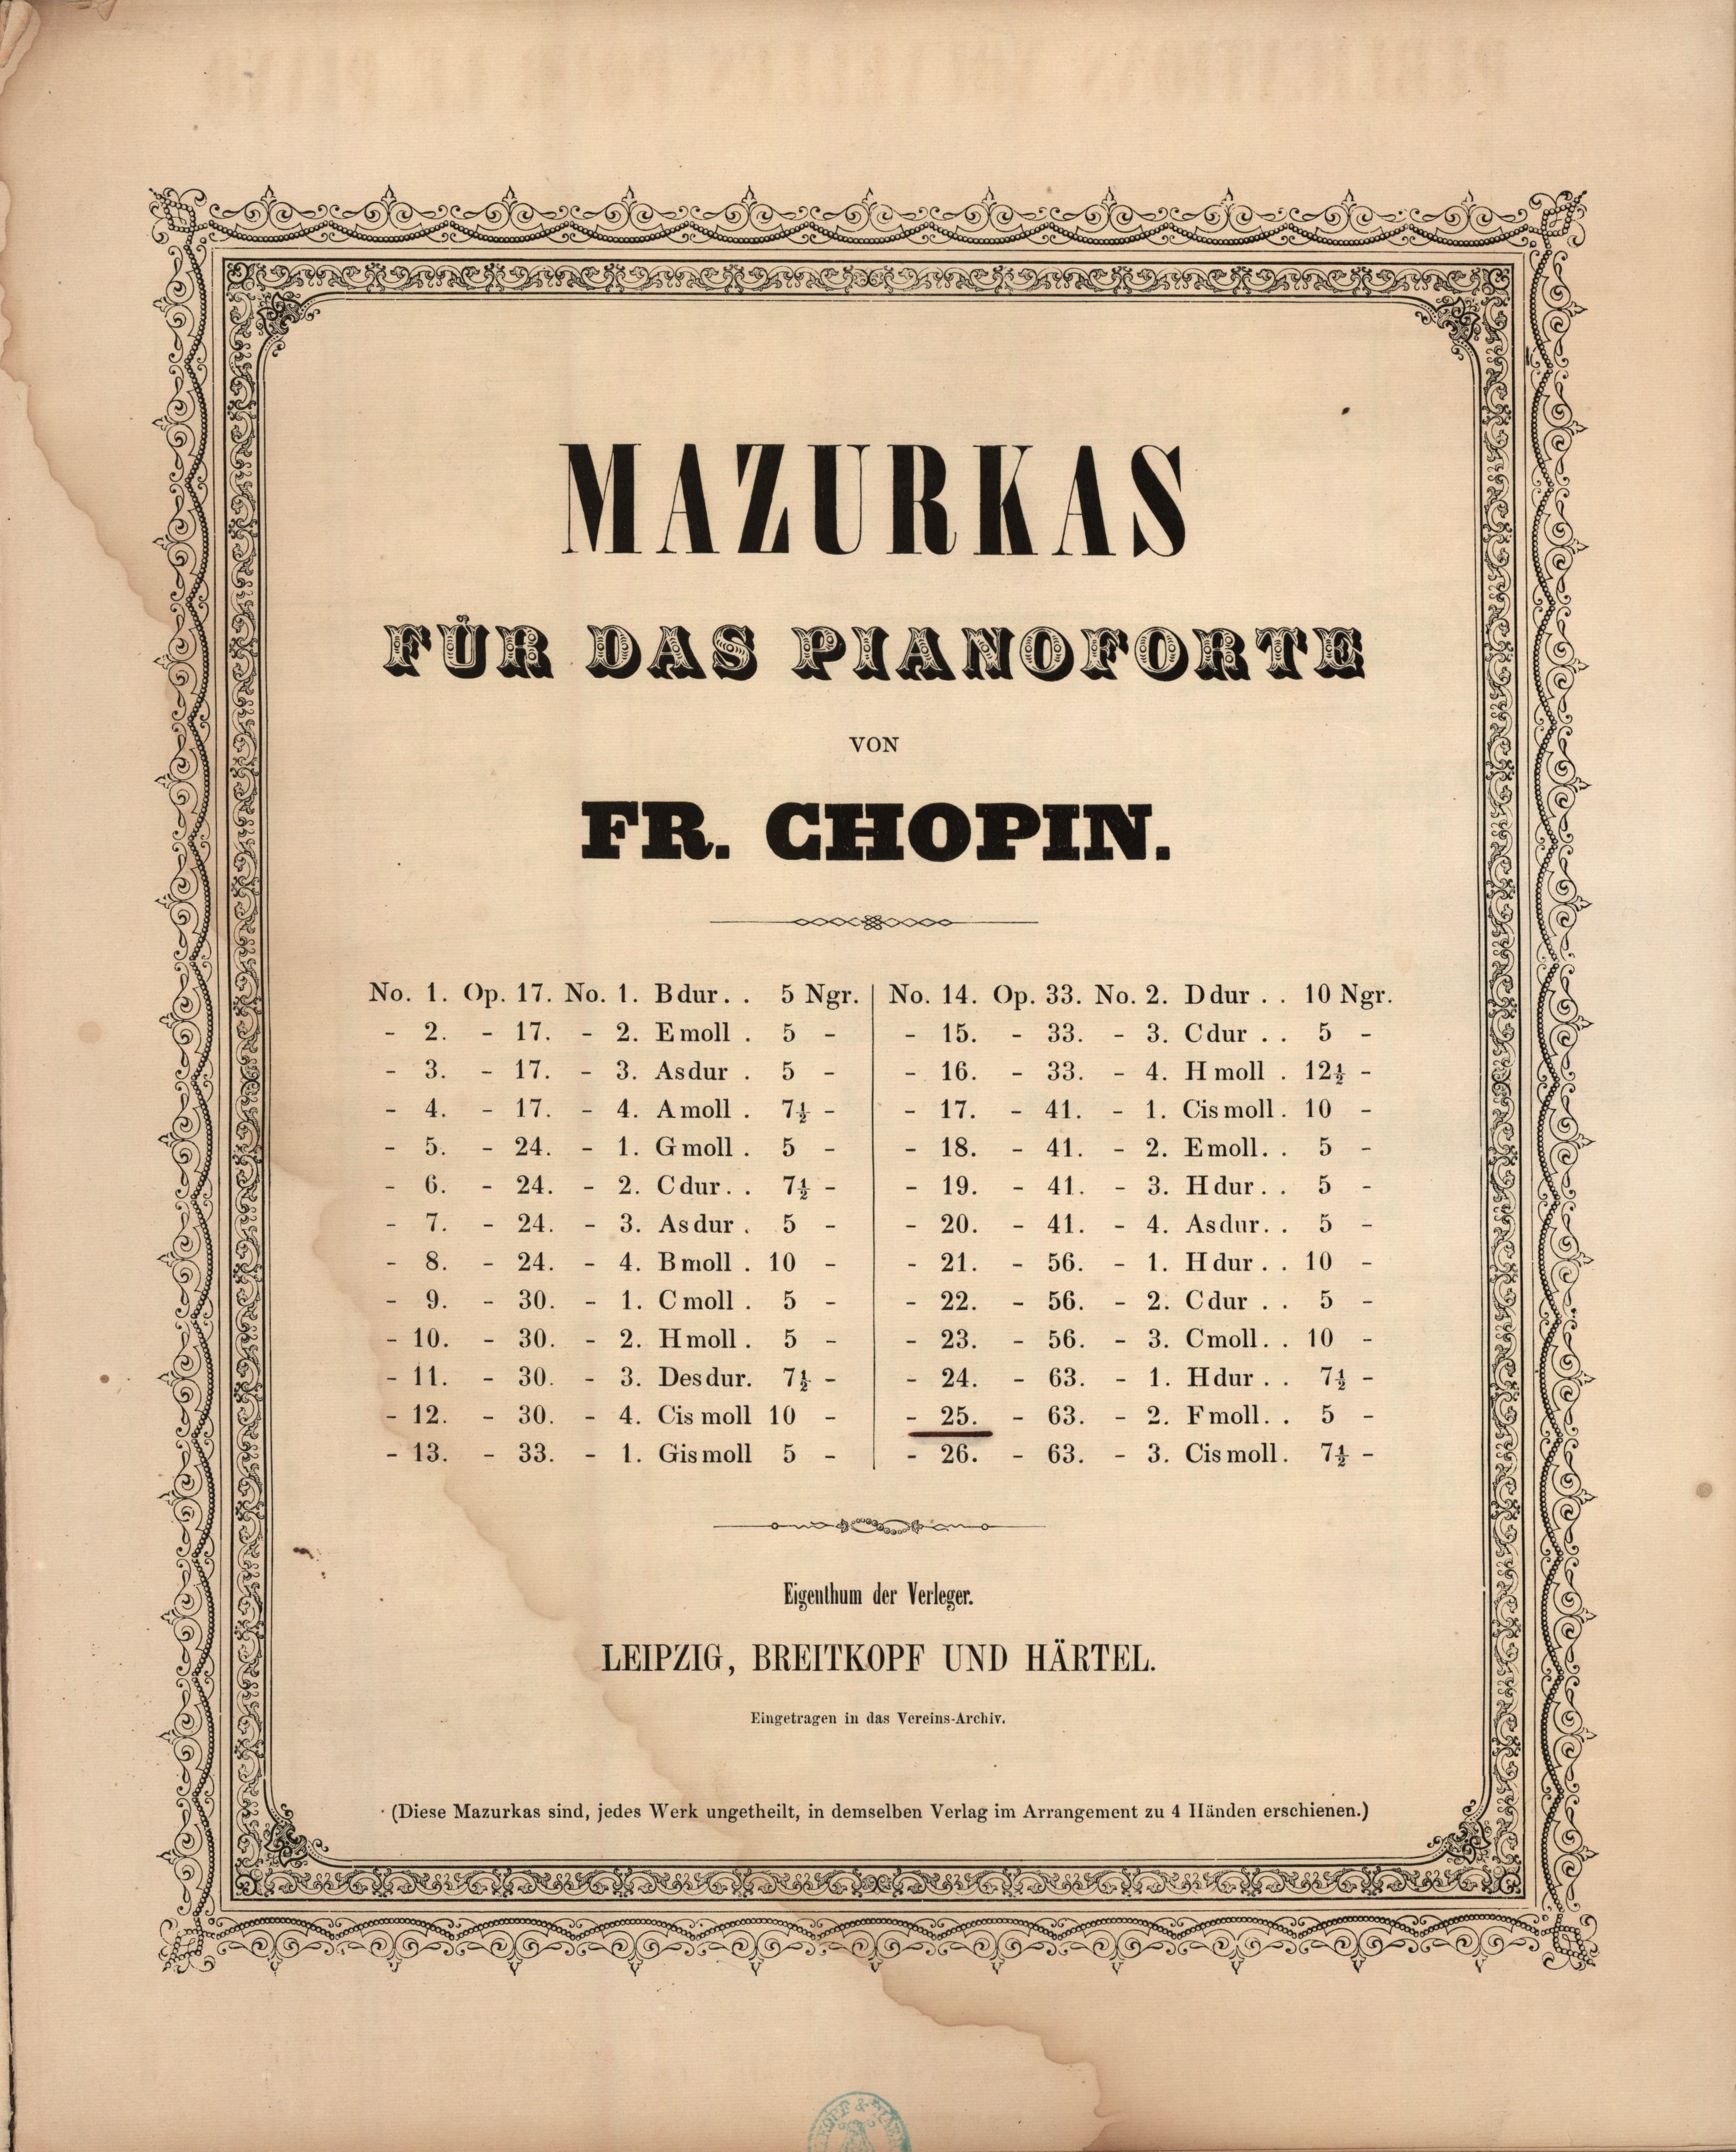 MAZURKAS
FÜR DAS PIANOFORTE
VON
FR. CHOPIN.
No. 1. Op. 17. No. 1. B dur . . 5 Ngr.
- 2. - 17. - 2. E moll . 5 -
- 3. - 17. - 3. As dur . 5 -
- 4. - 17. - 4. A moll . 7½ -
- 5. - 24. - 1. G moll . 5 -
- 6. - 24. - 2. C dur . . 7½ -
- 7. - 24. - 3. As dur . 5 -
- 8. - 24. - 4. B moll . 10 -
- 9. - 30. - 1. C moll . 5 -
- 10. - 30. - 2. H moll . 5 -
- 11. - 30. - 3. Des dur. 7½ -
- 12. - 30. - 4. Cis moll 10 -
- 13. - 33. - 1. Gis moll 5 -
No. 14. Op. 33. No. 2. D dur . . 10 Ngr.
- 15. - 33. - 3. C dur . . 5 -
- 16. - 33. - 4. H moll . 12½ -
- 17. - 41. - 1. Cis moll . 10 -
- 18. - 41. - 2. E moll. . 5 -
- 19. - 41. - 3. H dur . . 5 -
- 20. - 41. - 4. As dur. . 5 -
- 21. - 56. - 1. H dur . . 10 -
- 22. - 56. - 2. C dur . . 5 -
- 23. - 56. - 3. C moll. . 10 -
- 24. - 63. - 1. H dur . . 7½ -
- 25. - 63. - 2. F moll. . 5 -
- 26. - 63. - 3. Cis moll. 7½ -
Eigenthum der Verleger.
LEIPZIG, BREITKOPF UND HÄRTEL.
Eingetragen in das Vereins-Archiv.
(Diese Mazurkas sind, jedes Werk ungetheilt, in demselben Verlag im Arrangement zu 4 Händen erschienen.)